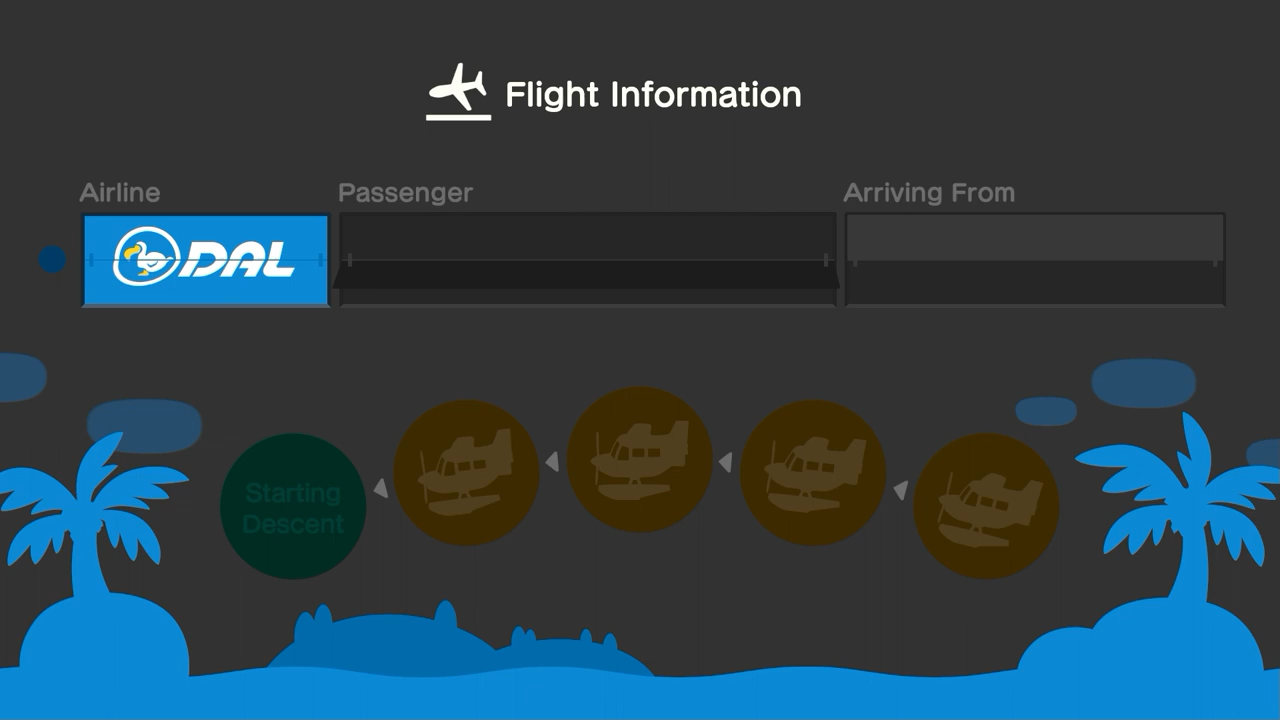 Flight Information
Airline
Passenger
Arriving From
DAL
Starting
Descent